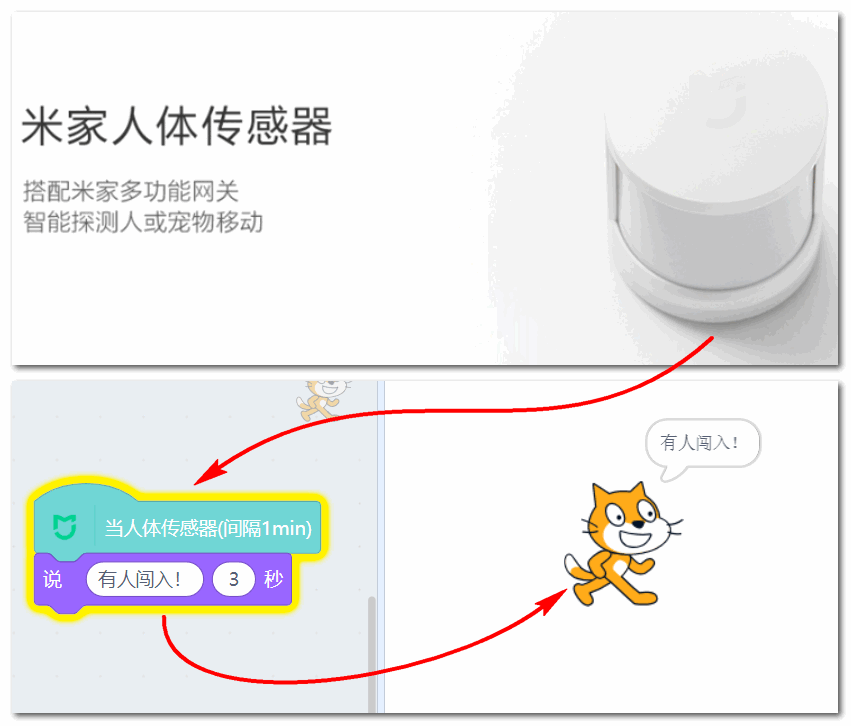 米家人体传感器
搭配米家多功能网关
智能探测人或宠物移动
有人闯入！
当人体传感器(间隔1min)
说 有人闯入！ 3 秒